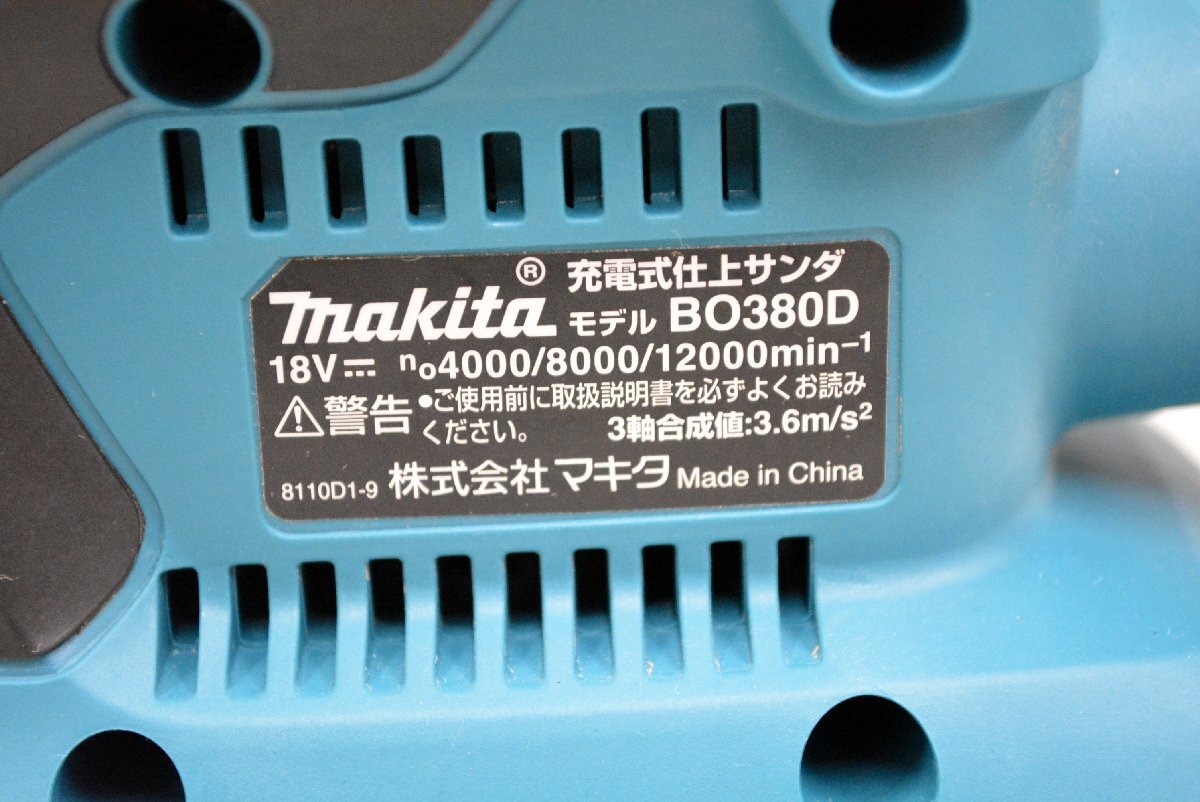 makita ® 充電式仕上サンダ
モデル BO380D
18V⎓ no4000/8000/12000min⁻¹
⚠警告 •ご使用前に取扱説明書を必ずよくお読み
ください。 3軸合成値:3.6m/s²
8110D1-9 株式会社 マキタ Made in China